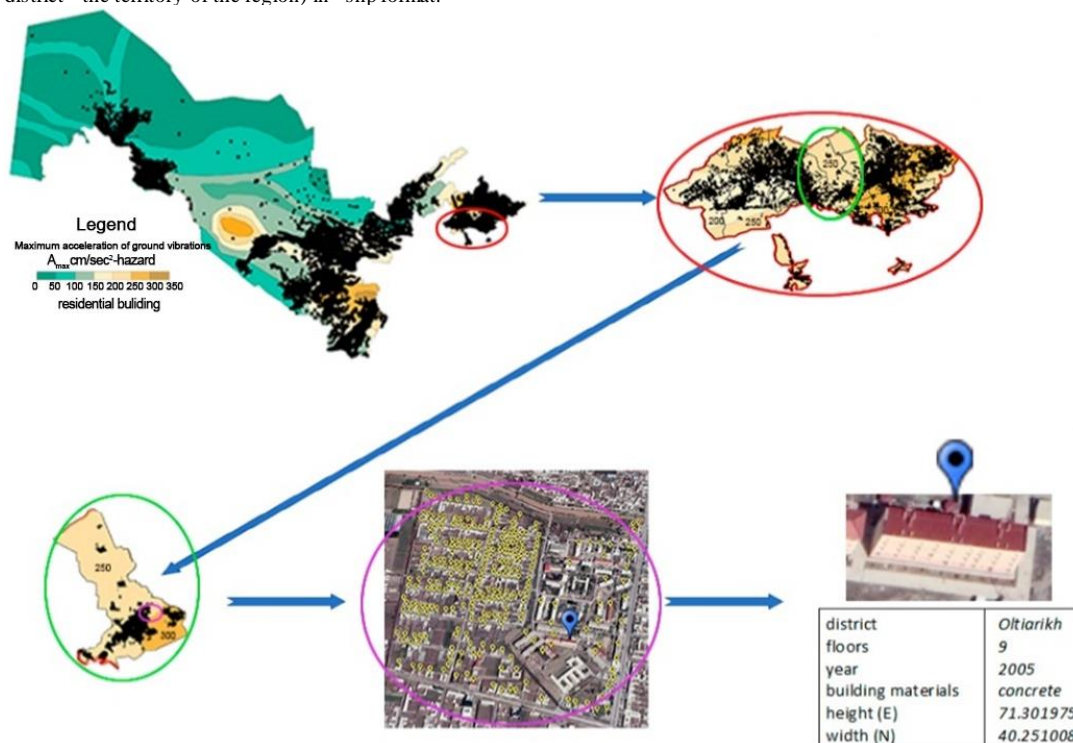 district - the territory of the region) in *shp format.
Legend
Maximum acceleration of ground vibrations
A max cm/sec²-hazard
0 50 100 150 200 250 300 350
residential buliding
250
200
250
250
300
district Oltiarikh
floors 9
year 2005
building materials concrete
height (E) 71.301975
width (N) 40.251008